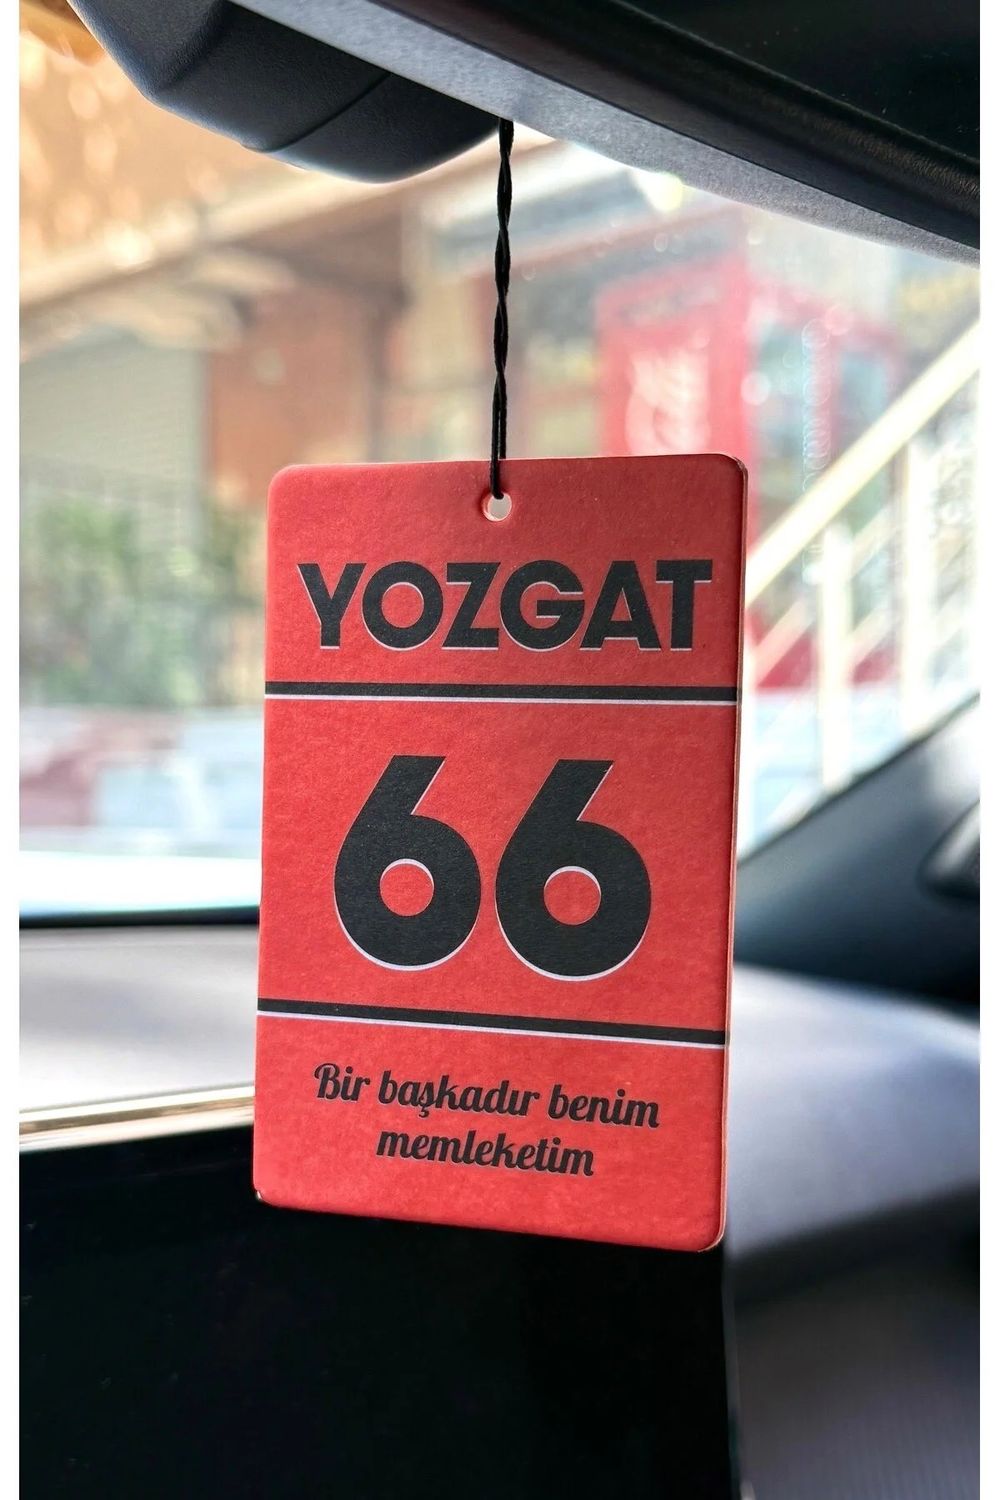 YOZGAT
66
Bir başkadır benim
memleketim